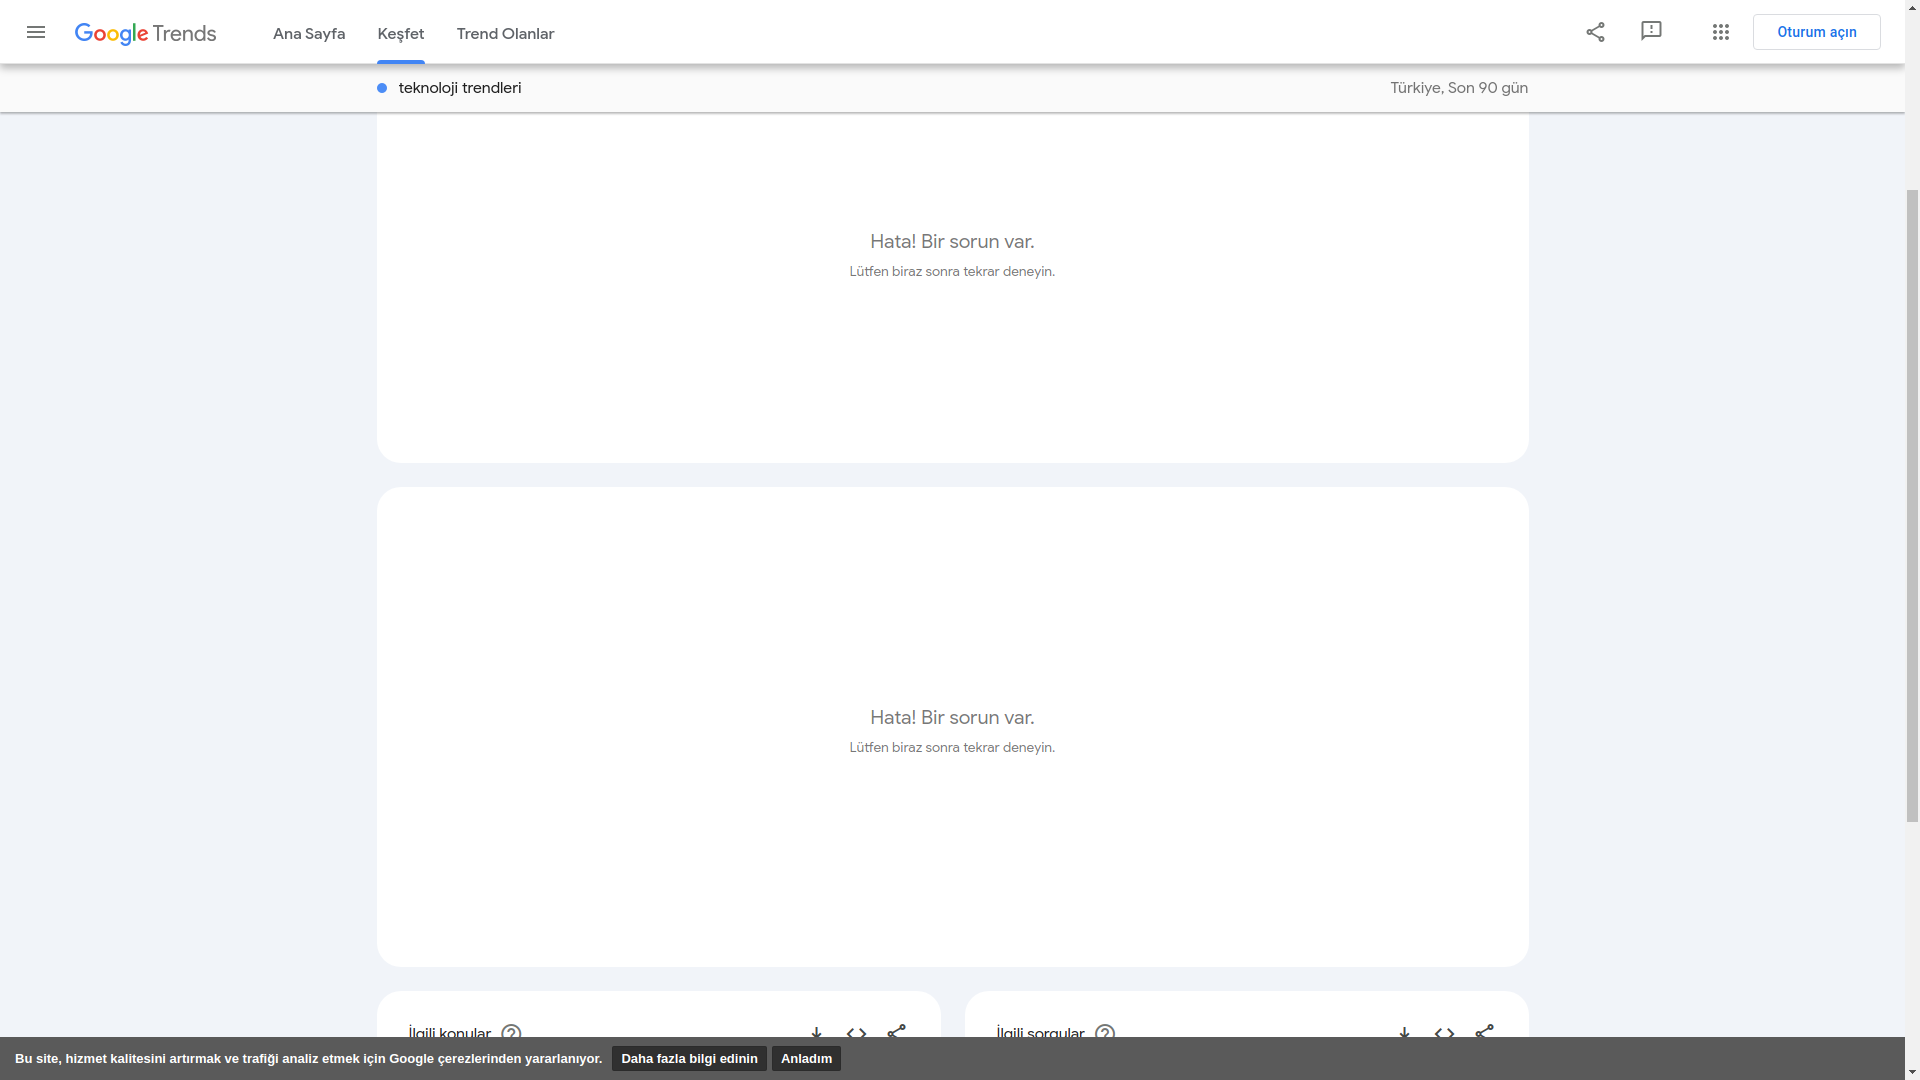 Google Trends
Ana Sayfa
Keşfet
Trend Olanlar
Oturum açın
teknoloji trendleri
Türkiye, Son 90 gün
Hata! Bir sorun var.
Lütfen biraz sonra tekrar deneyin.
Hata! Bir sorun var.
Lütfen biraz sonra tekrar deneyin.
İlgili konular
İlgili sorgular
Bu site, hizmet kalitesini artırmak ve trafiği analiz etmek için Google çerezlerinden yararlanıyor.
Daha fazla bilgi edinin
Anladım